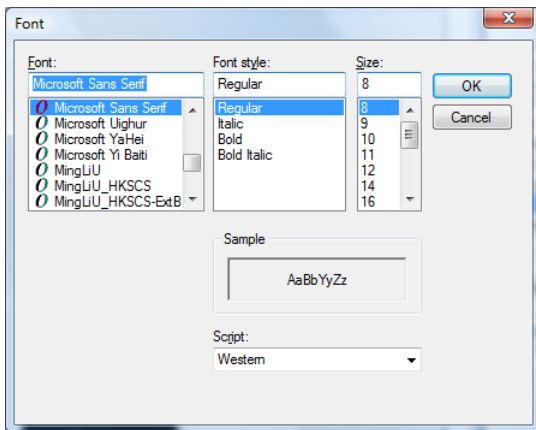 Font
Font:
Font style:
Size:
Microsoft Sans Serif
Regular
8
OK
Cancel
Microsoft Sans Serif
Microsoft Uighur
Microsoft YaHei
Microsoft Yi Baiti
MingLiU
MingLiU_HKSCS
MingLiU_HKSCS-ExtB
Regular
Italic
Bold
Bold Italic
8
9
10
11
12
14
16
Sample
AaBbYyZz
Script:
Western